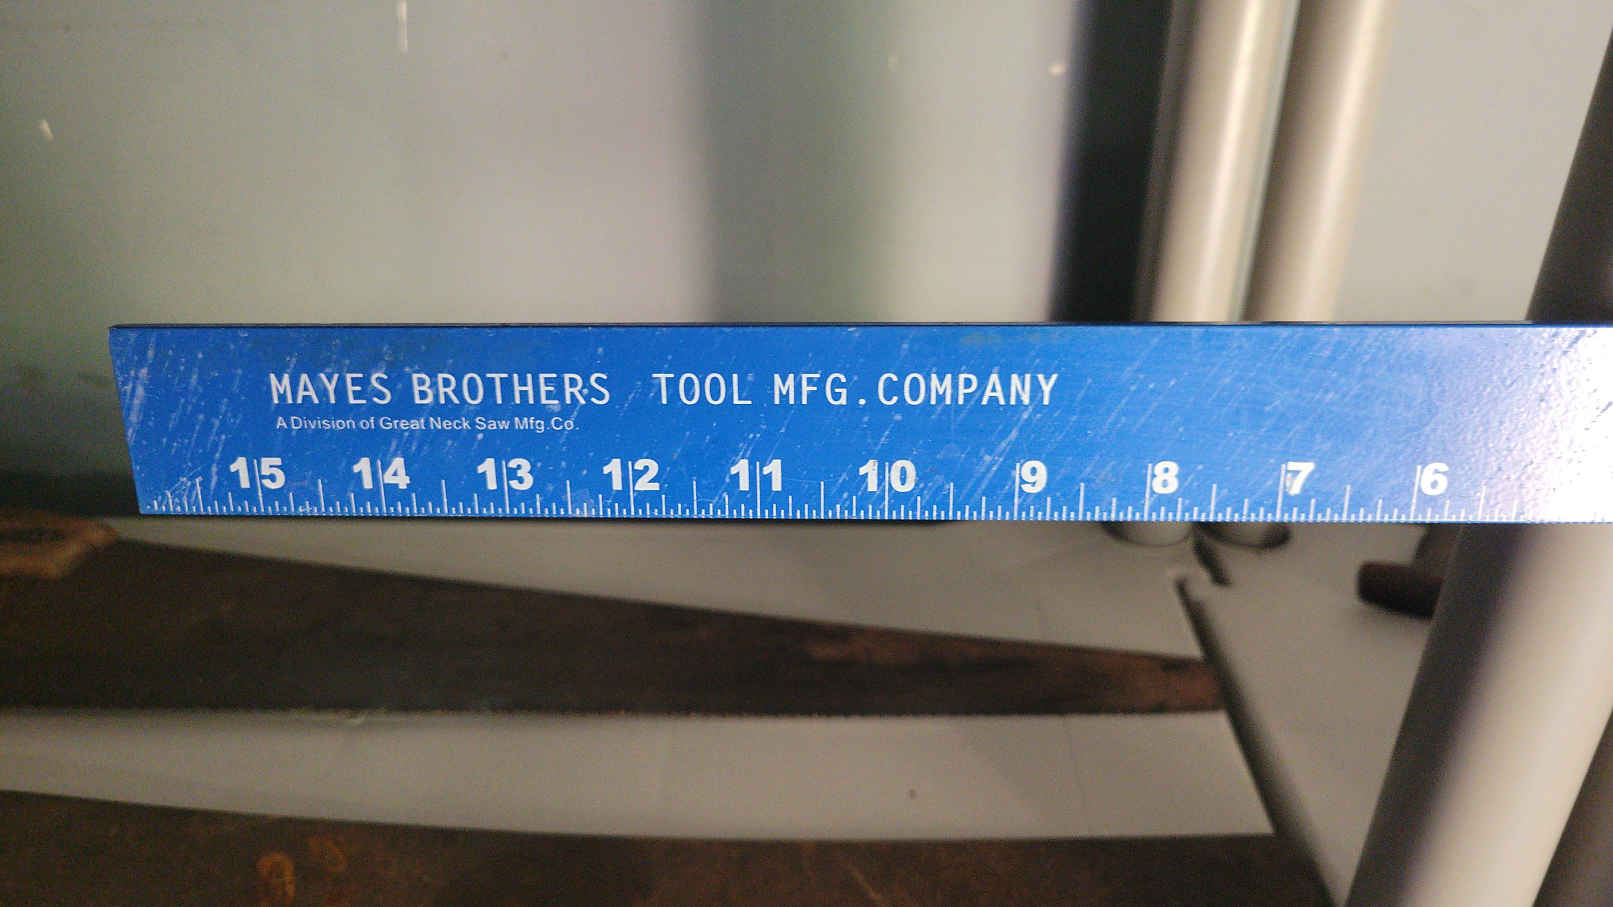 MAYES BROTHERS TOOL MFG.COMPANY
A Division of Great Neck Saw Mfg.Co.
15 14 13 12 11 10 9 8 7 6